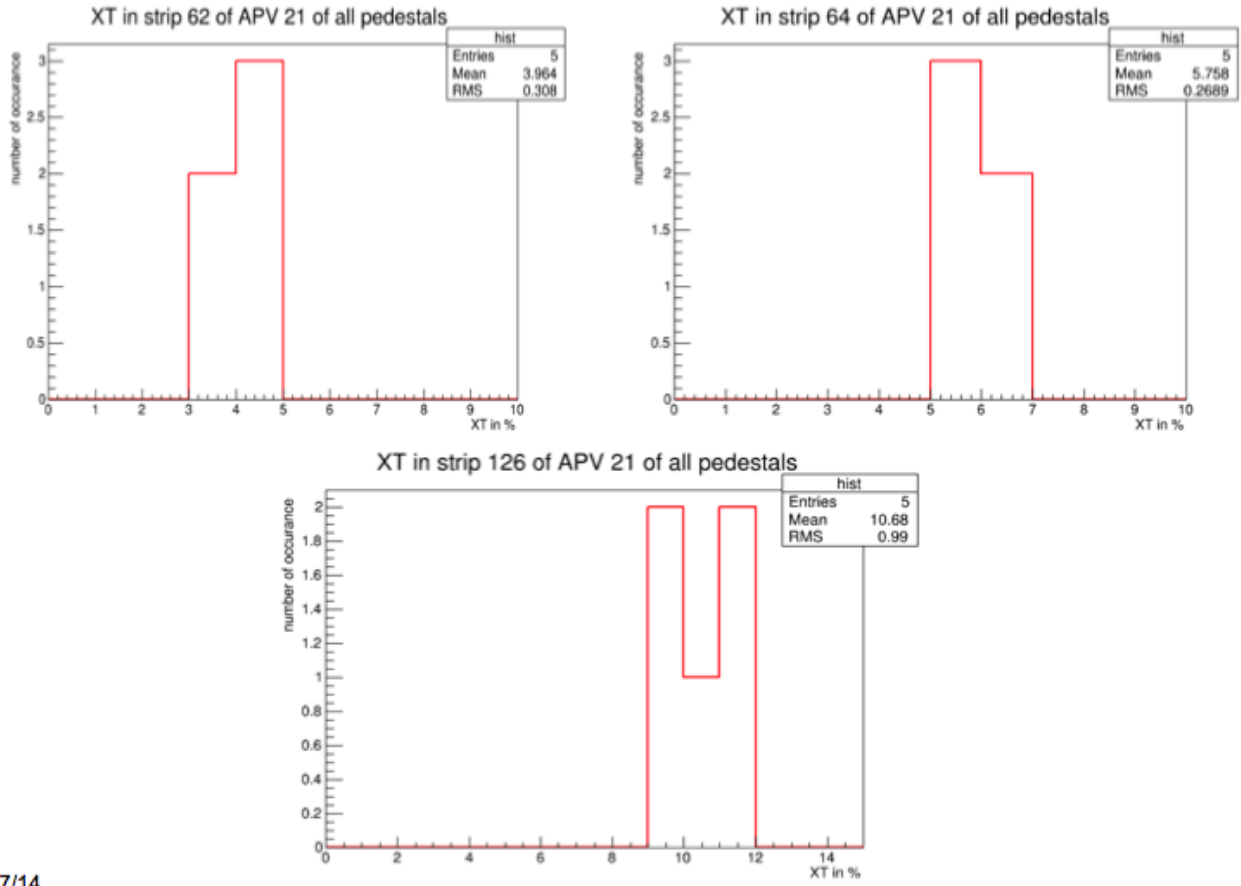 XT in strip 62 of APV 21 of all pedestals
hist
Entries 5
Mean 3.964
RMS 0.308
number of occurance
3
2.5
2
1.5
1
0.5
0
0 1 2 3 4 5 6 7 8 9 10
XT in %
XT in strip 64 of APV 21 of all pedestals
hist
Entries 5
Mean 5.758
RMS 0.2689
number of occurance
3
2.5
2
1.5
1
0.5
0
0 1 2 3 4 5 6 7 8 9 10
XT in %
XT in strip 126 of APV 21 of all pedestals
hist
Entries 5
Mean 10.68
RMS 0.99
number of occurance
2
1.8
1.6
1.4
1.2
1
0.8
0.6
0.4
0.2
0
0 2 4 6 8 10 12 14
XT in %
7/14